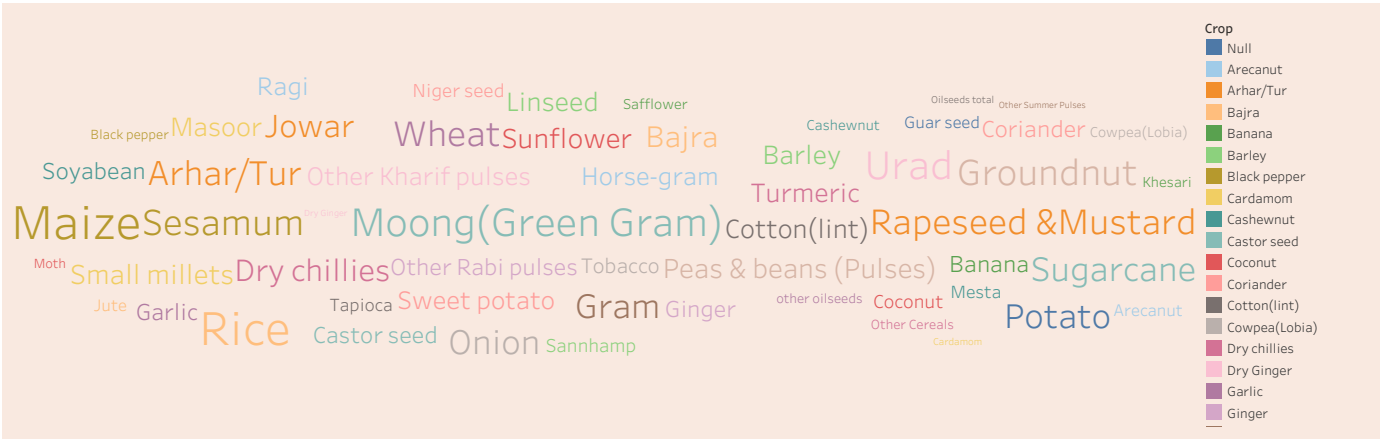 Ragi
Niger seed
Linseed
Safflower
Oilseeds total
Other Summer Pulses
Black pepper
Masoor
Jowar
Wheat
Sunflower
Bajra
Cashewnut
Guar seed
Coriander
Cowpea(Lobia)
Soyabean
Arhar/Tur
Other Kharif pulses
Horse-gram
Barley
Urad
Groundnut
Khesari
Turmeric
Maize
Sesamum
Dry Ginger
Moong(Green Gram)
Cotton(lint)
Rapeseed &Mustard
Moth
Small millets
Dry chillies
Other Rabi pulses
Tobacco
Peas & beans (Pulses)
Banana
Sugarcane
Jute
Garlic
Rice
Tapioca
Sweet potato
Gram
Ginger
other oilseeds
Coconut
Mesta
Potato
Arecanut
Castor seed
Onion
Sannhamp
Other Cereals
Cardamom
Crop
Null
Arecanut
Arhar/Tur
Bajra
Banana
Barley
Black pepper
Cardamom
Cashewnut
Castor seed
Coconut
Coriander
Cotton(lint)
Cowpea(Lobia)
Dry chillies
Dry Ginger
Garlic
Ginger